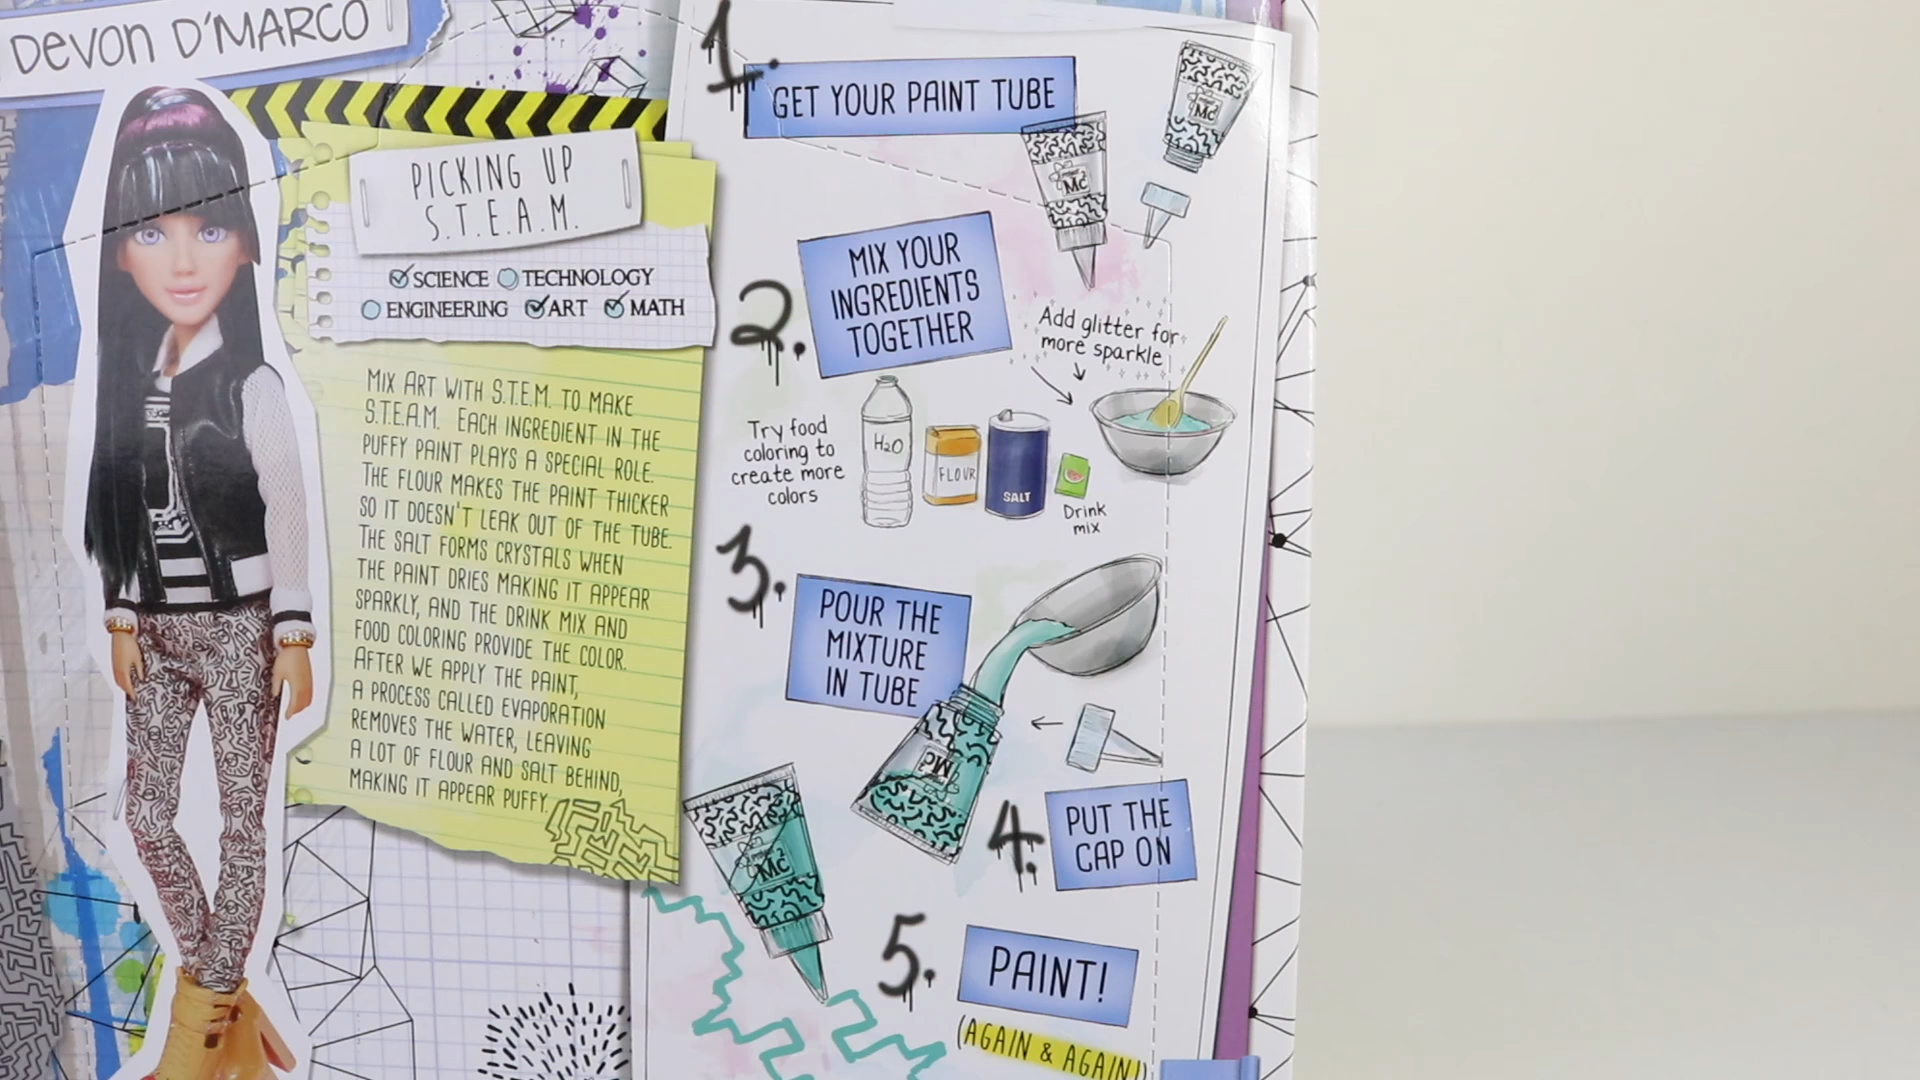 DEVON D'MARCO
PICKING UP
S.T.E.A.M.
SCIENCE TECHNOLOGY
ENGINEERING ART MATH
MIX ART WITH S.T.E.M. TO MAKE
S.T.E.A.M. EACH INGREDIENT IN THE
PUFFY PAINT PLAYS A SPECIAL ROLE.
THE FLOUR MAKES THE PAINT THICKER
SO IT DOESN'T LEAK OUT OF THE TUBE.
THE SALT FORMS CRYSTALS WHEN
THE PAINT DRIES MAKING IT APPEAR
SPARKLY, AND THE DRINK MIX AND
FOOD COLORING PROVIDE THE COLOR.
AFTER WE APPLY THE PAINT,
A PROCESS CALLED EVAPORATION
REMOVES THE WATER, LEAVING
A LOT OF FLOUR AND SALT BEHIND,
MAKING IT APPEAR PUFFY.
1.
GET YOUR PAINT TUBE
Mc
Mc
2.
MIX YOUR
INGREDIENTS
TOGETHER
Add glitter for
more sparkle
Try food
coloring to
create more
colors
H2O
FLOUR
SALT
Drink
mix
3.
POUR THE
MIXTURE
IN TUBE
Mc
4.
PUT THE
CAP ON
Mc
5.
PAINT!
(AGAIN & AGAIN!)